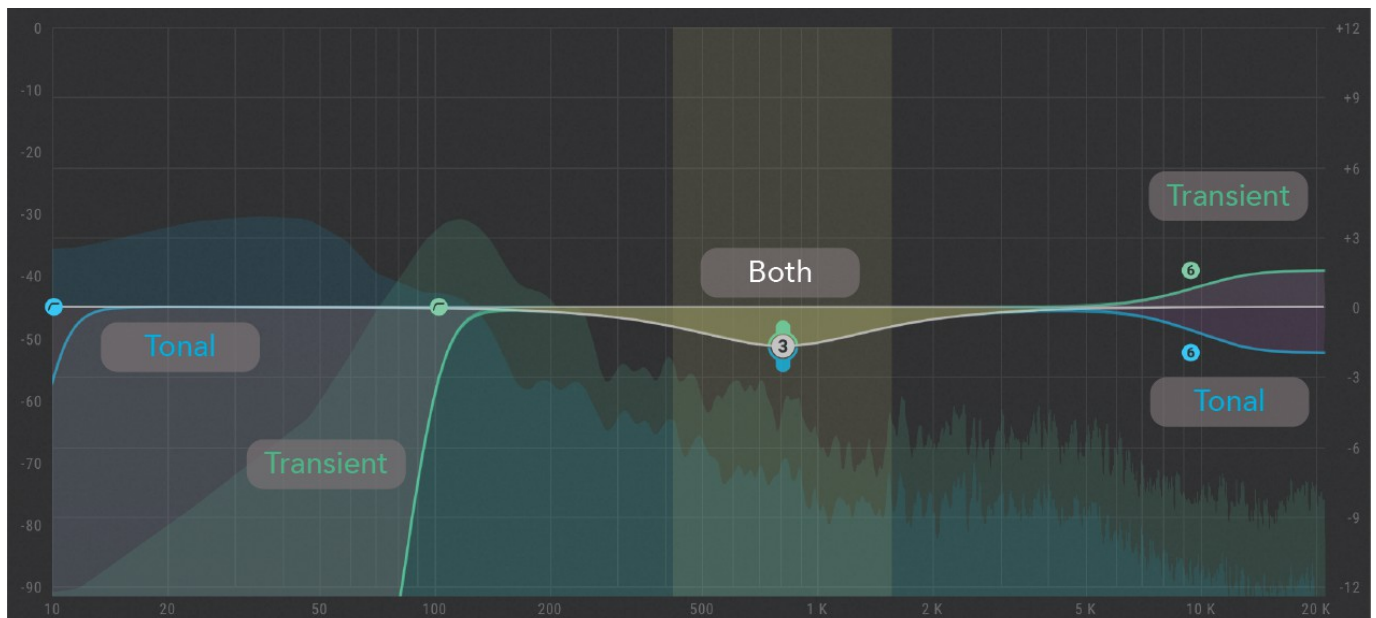 0 +12
-10 +9
-20 +6
Transient
-30 +3
-40 6
Both
0
Tonal 3 6
-50 -3
-60 Tonal
Transient
-70 -6
-80 -9
-90 -12
10 20 50 100 200 500 1 K 2 K 5 K 10 K 20 K